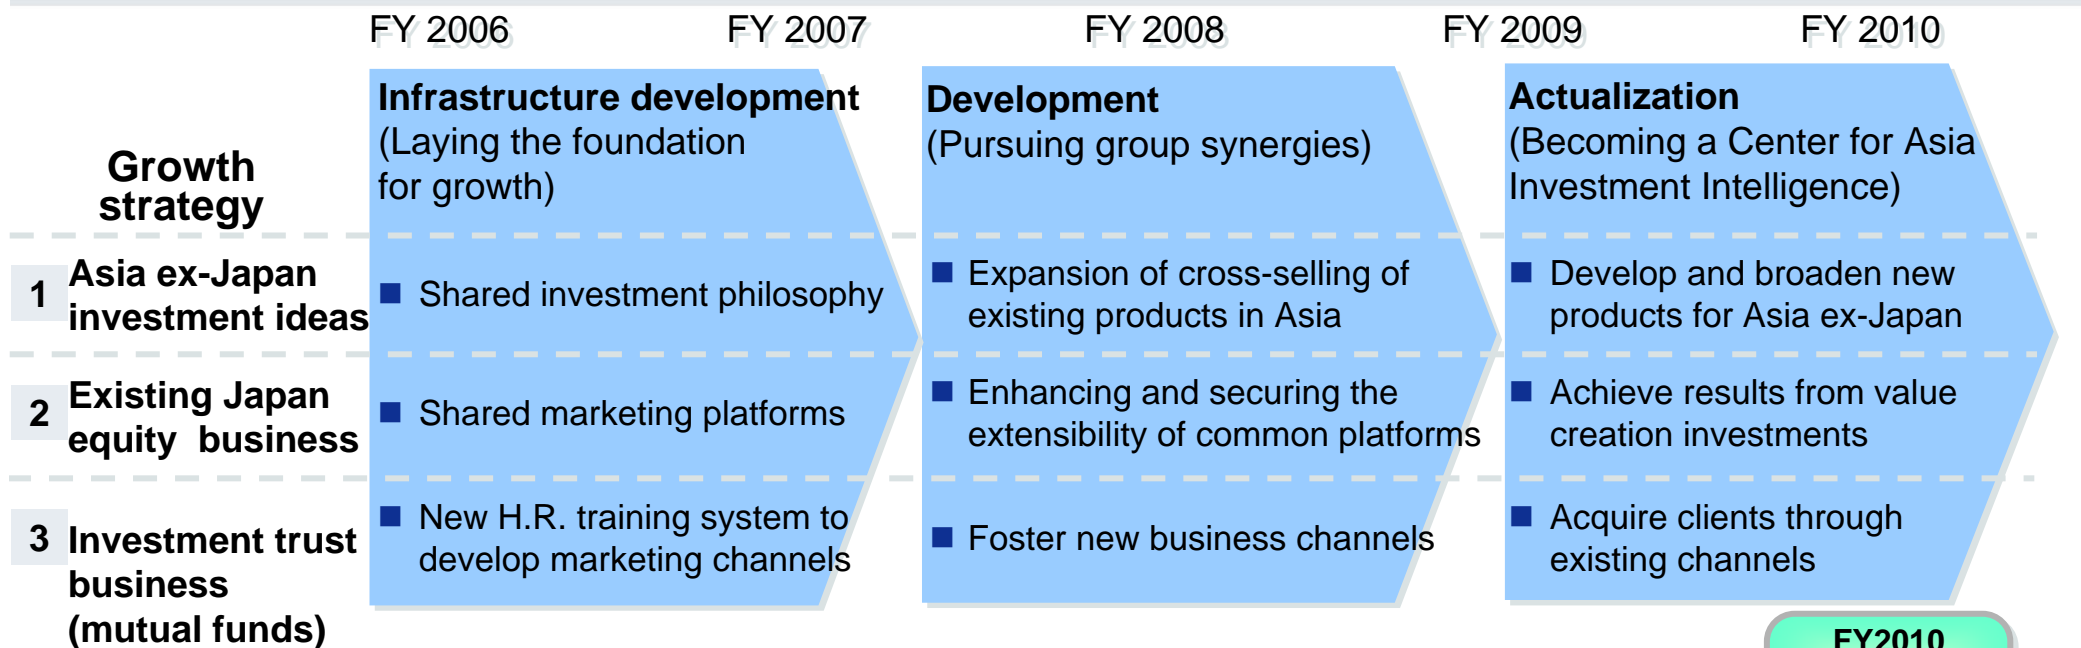 FY 2006 FY 2007 FY 2008 FY 2009 FY 2010
Growth
strategy
Infrastructure development
(Laying the foundation
for growth)
Development
(Pursuing group synergies)
Actualization
(Becoming a Center for Asia
Investment Intelligence)
1 Asia ex-Japan
investment ideas
■ Shared investment philosophy
■ Expansion of cross-selling of
existing products in Asia
■ Develop and broaden new
products for Asia ex-Japan
2 Existing Japan
equity business
■ Shared marketing platforms
■ Enhancing and securing the
extensibility of common platforms
■ Achieve results from value
creation investments
3 Investment trust
business
(mutual funds)
■ New H.R. training system to
develop marketing channels
■ Foster new business channels
■ Acquire clients through
existing channels
FY2010